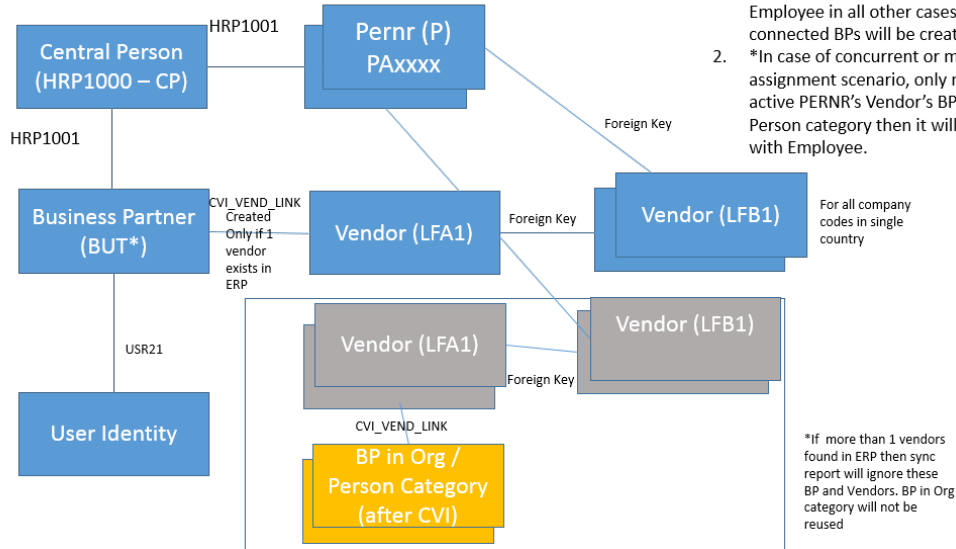 HRP1001
Central Person
(HRP1000 – CP)
Pernr (P)
PAxxxx
Employee in all other cases
connected BPs will be creat
2. *In case of concurrent or m
assignment scenario, only
active PERNR's Vendor's BP
Person category then it will
with Employee.
Foreign Key
HRP1001
Business Partner
(BUT*)
CVI_VEND_LINK
Created
Only if 1
vendor
exists in
ERP
Vendor (LFA1)
Foreign Key
Vendor (LFB1)
For all company
codes in single
country
USR21
User Identity
Vendor (LFA1)
Foreign Key
Vendor (LFB1)
CVI_VEND_LINK
BP in Org /
Person Category
(after CVI)
*If more than 1 vendors
found in ERP then sync
report will ignore these
BP and Vendors. BP in Org
category will not be
reused